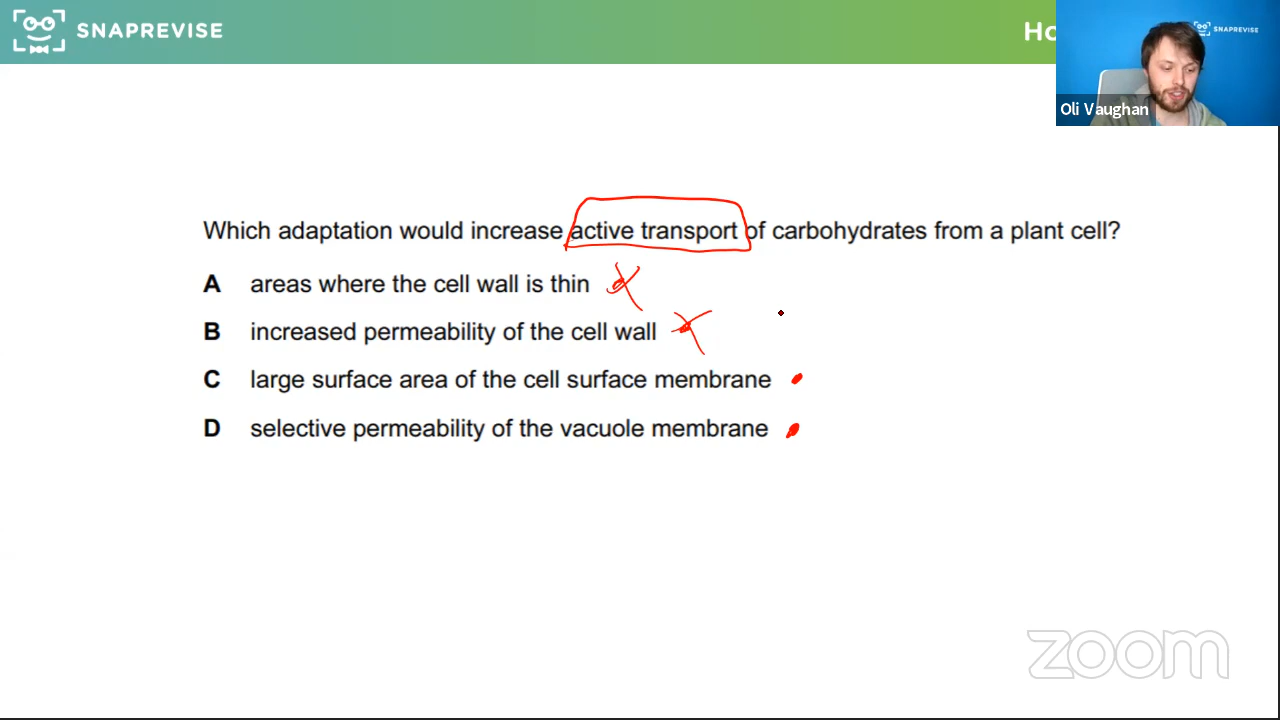 SNAPREVISE
SNAPREVISE
Oli Vaughan
Which adaptation would increase active transport of carbohydrates from a plant cell?
A areas where the cell wall is thin
B increased permeability of the cell wall
C large surface area of the cell surface membrane
D selective permeability of the vacuole membrane
zoom